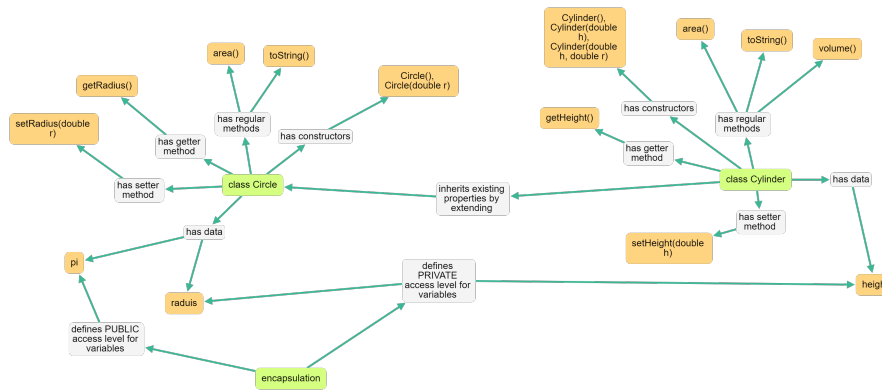 Cylinder(),
Cylinder(double
h),
Cylinder(double
h, double r)
area()
toString()
volume()
area()
toString()
getRadius()
Circle(),
Circle(double r)
setRadius(double
r)
has regular
methods
has constructors
has getter
method
has constructors
has regular
methods
getHeight()
has getter
method
has setter
method
class Circle
inherits existing
properties by
extending
class Cylinder
has data
has setter
method
has data
setHeight(double
h)
pi
raduis
defines
PRIVATE
access level for
variables
heigh
defines PUBLIC
access level for
variables
encapsulation